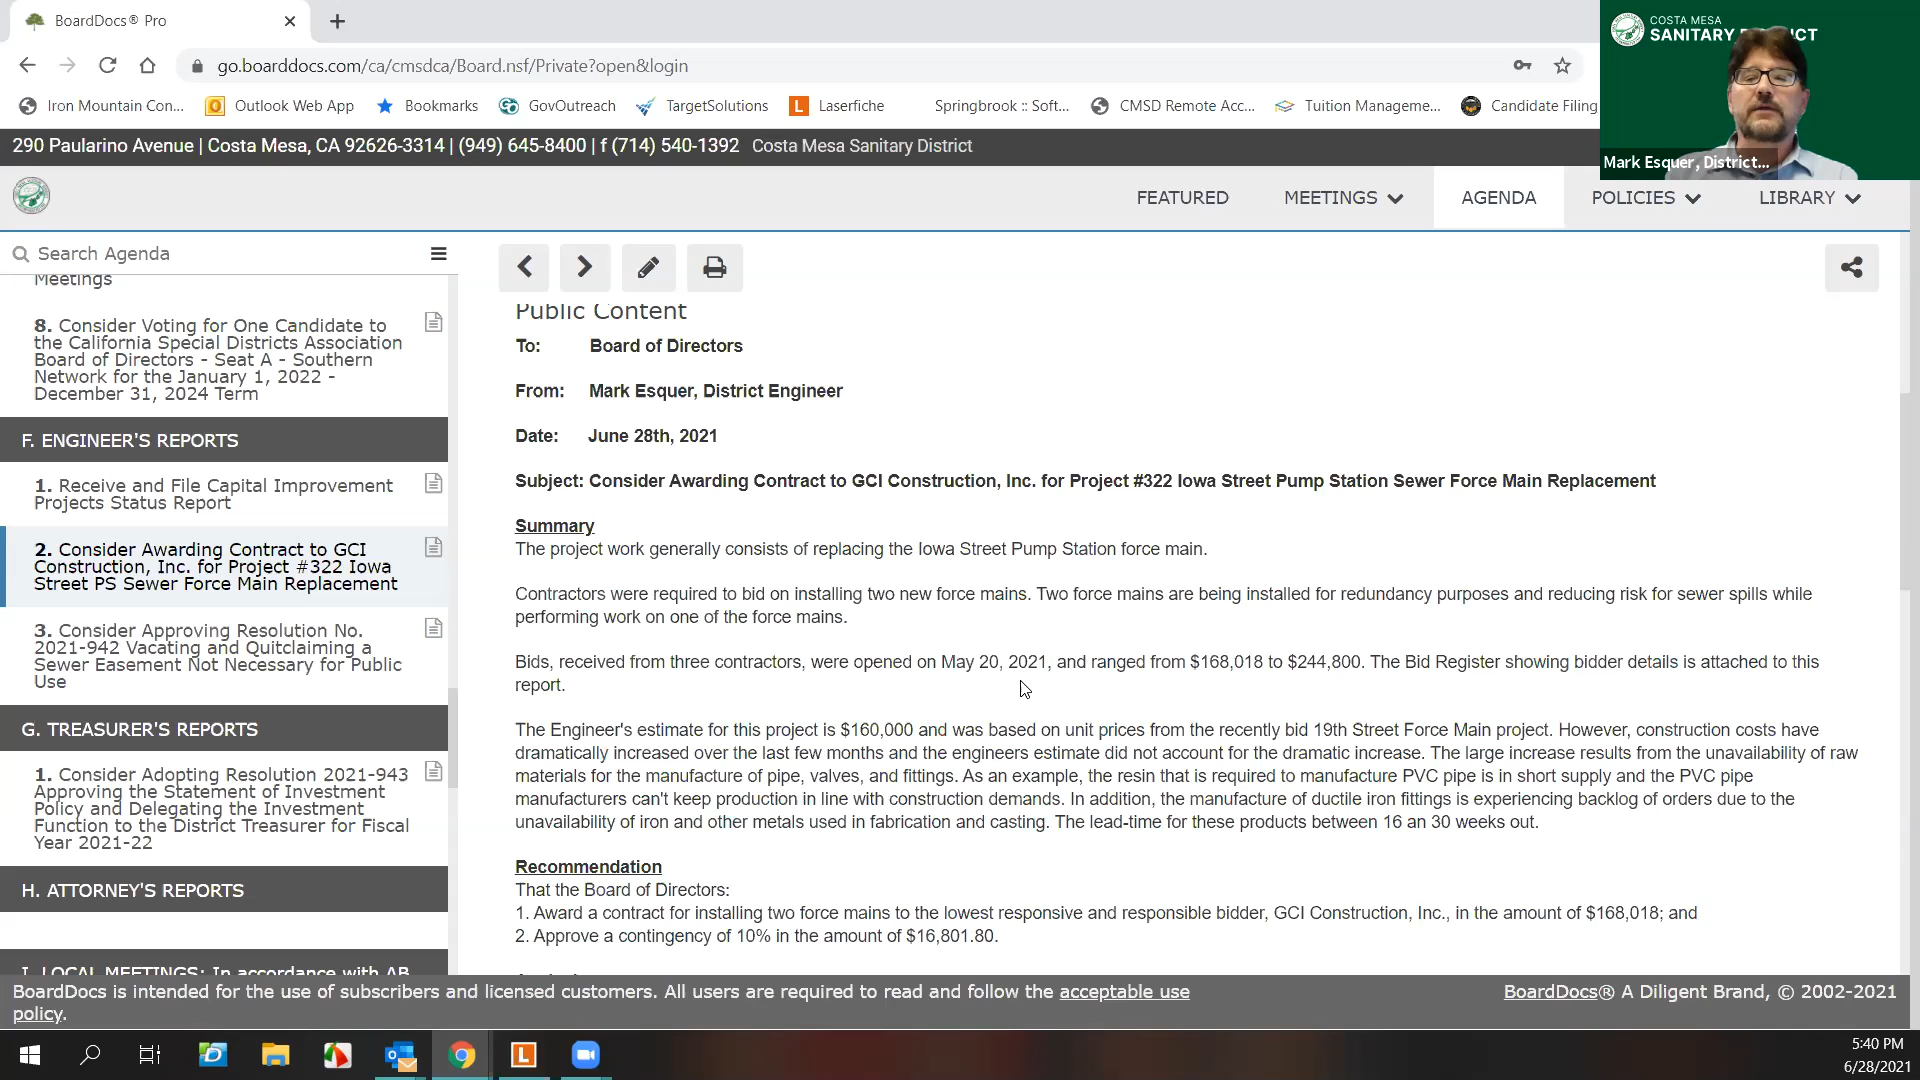 BoardDocs® Pro
go.boarddocs.com/ca/cmsdca/Board.nsf/Private?open&login
Iron Mountain Con...
Outlook Web App
Bookmarks
GovOutreach
TargetSolutions
Laserfiche
Springbrook :: Soft...
CMSD Remote Acc...
Tuition Manageme...
Candidate Filing
COSTA MESA
SANITARY DISTRICT
Mark Esquer, District...
290 Paularino Avenue | Costa Mesa, CA 92626-3314 | (949) 645-8400 | f (714) 540-1392 Costa Mesa Sanitary District
FEATURED
MEETINGS
AGENDA
POLICIES
LIBRARY
Search Agenda
Meetings
8. Consider Voting for One Candidate to
the California Special Districts Association
Board of Directors - Seat A - Southern
Network for the January 1, 2022 -
December 31, 2024 Term
F. ENGINEER'S REPORTS
1. Receive and File Capital Improvement
Projects Status Report
2. Consider Awarding Contract to GCI
Construction, Inc. for Project #322 Iowa
Street PS Sewer Force Main Replacement
3. Consider Approving Resolution No.
2021-942 Vacating and Quitclaiming a
Sewer Easement Not Necessary for Public
Use
G. TREASURER'S REPORTS
1. Consider Adopting Resolution 2021-943
Approving the Statement of Investment
Policy and Delegating the Investment
Function to the District Treasurer for Fiscal
Year 2021-22
H. ATTORNEY'S REPORTS
I. LOCAL MEETINGS: In accordance with AB
Public Content
To: Board of Directors
From: Mark Esquer, District Engineer
Date: June 28th, 2021
Subject: Consider Awarding Contract to GCI Construction, Inc. for Project #322 Iowa Street Pump Station Sewer Force Main Replacement
Summary
The project work generally consists of replacing the Iowa Street Pump Station force main.
Contractors were required to bid on installing two new force mains. Two force mains are being installed for redundancy purposes and reducing risk for sewer spills while
performing work on one of the force mains.
Bids, received from three contractors, were opened on May 20, 2021, and ranged from $168,018 to $244,800. The Bid Register showing bidder details is attached to this
report.
The Engineer's estimate for this project is $160,000 and was based on unit prices from the recently bid 19th Street Force Main project. However, construction costs have
dramatically increased over the last few months and the engineers estimate did not account for the dramatic increase. The large increase results from the unavailability of raw
materials for the manufacture of pipe, valves, and fittings. As an example, the resin that is required to manufacture PVC pipe is in short supply and the PVC pipe
manufacturers can't keep production in line with construction demands. In addition, the manufacture of ductile iron fittings is experiencing backlog of orders due to the
unavailability of iron and other metals used in fabrication and casting. The lead-time for these products between 16 an 30 weeks out.
Recommendation
That the Board of Directors:
1. Award a contract for installing two force mains to the lowest responsive and responsible bidder, GCI Construction, Inc., in the amount of $168,018; and
2. Approve a contingency of 10% in the amount of $16,801.80.
BoardDocs is intended for the use of subscribers and licensed customers. All users are required to read and follow the acceptable use
policy.
BoardDocs® A Diligent Brand, © 2002-2021
5:40 PM
6/28/2021